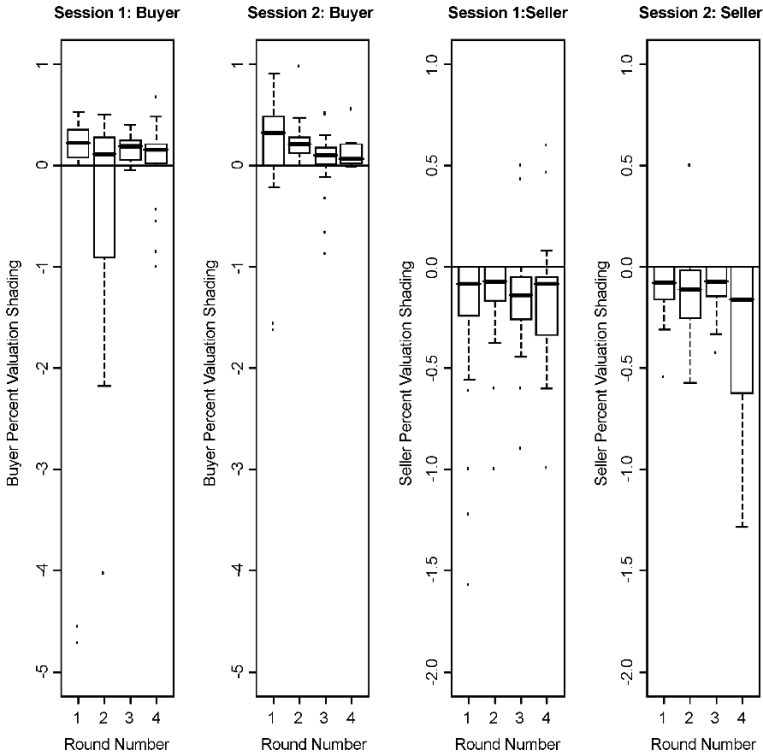 Session 1: Buyer
Session 2: Buyer
Session 1:Seller
Session 2: Seller
Buyer Percent Valuation Shading
1
0
-1
-2
-3
-4
-5
1 2 3 4
Round Number
Buyer Percent Valuation Shading
1
0
-1
-2
-3
-4
-5
1 2 3 4
Round Number
Seller Percent Valuation Shading
1.0
0.5
0.0
-0.5
-1.0
-1.5
-2.0
1 2 3 4
Round Number
Seller Percent Valuation Shading
1.0
0.5
0.0
-0.5
-1.0
-1.5
-2.0
1 2 3 4
Round Number